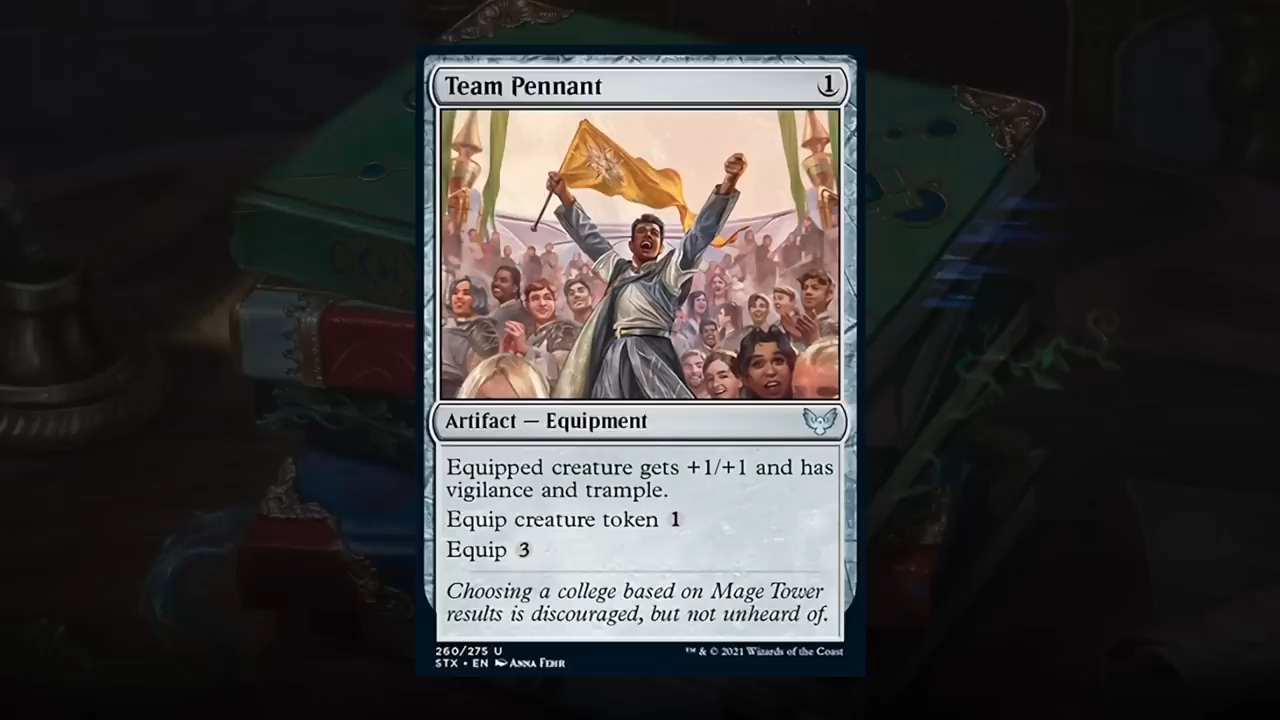 Team Pennant 1
Artifact — Equipment
Equipped creature gets +1/+1 and has
vigilance and trample.
Equip creature token 1
Equip 3
Choosing a college based on Mage Tower
results is discouraged, but not unheard of.
260/275 U
STX • EN Anna Fehr
™ & © 2021 Wizards of the Coast